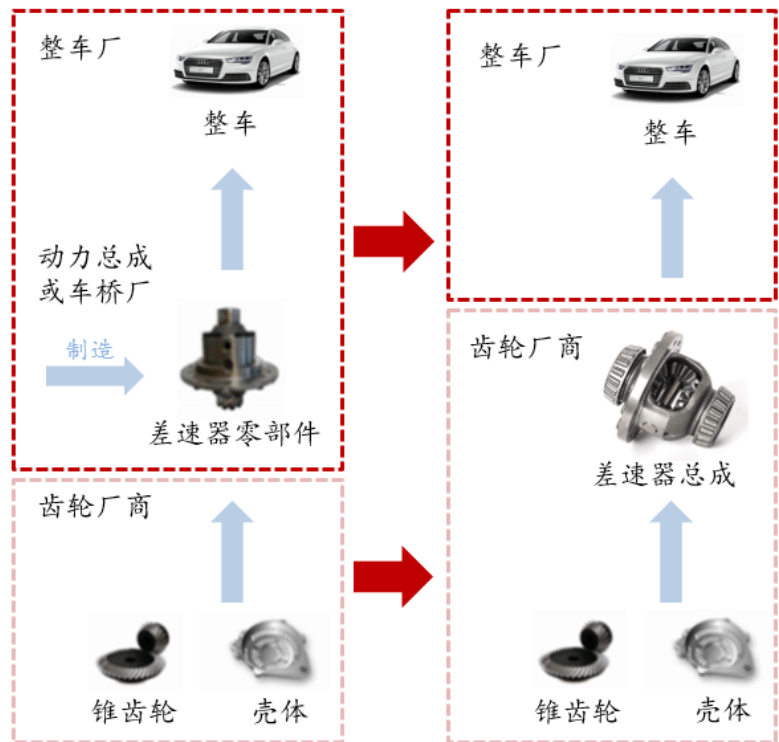 整车厂
整车
动力总成
或车桥厂
制造
差速器零部件
齿轮厂商
锥齿轮
壳体
整车厂
整车
齿轮厂商
差速器总成
锥齿轮
壳体